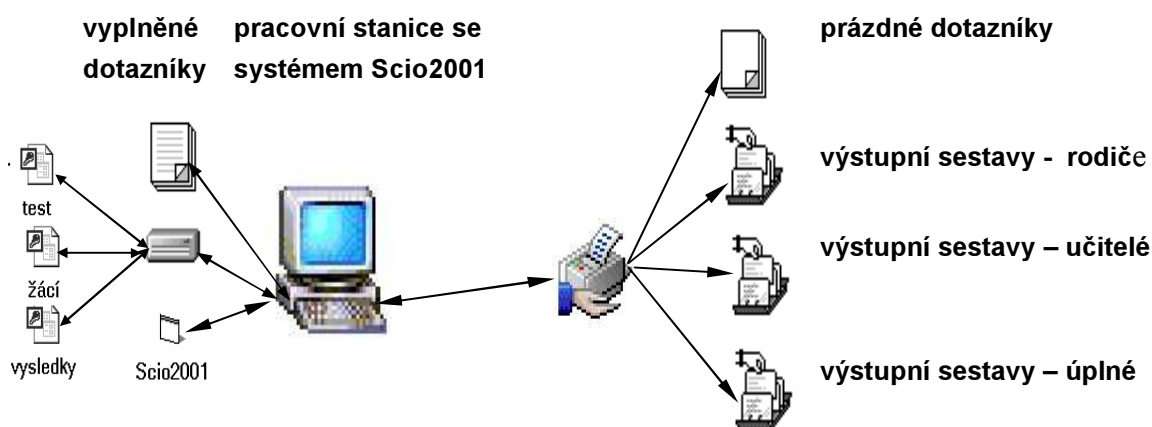 vyplněné pracovní stanice se prázdné dotazníky
dotazníky systémem Scio2001
test
žácí
vysledky
Scio2001
výstupní sestavy - rodiče
výstupní sestavy – učitelé
výstupní sestavy – úplné